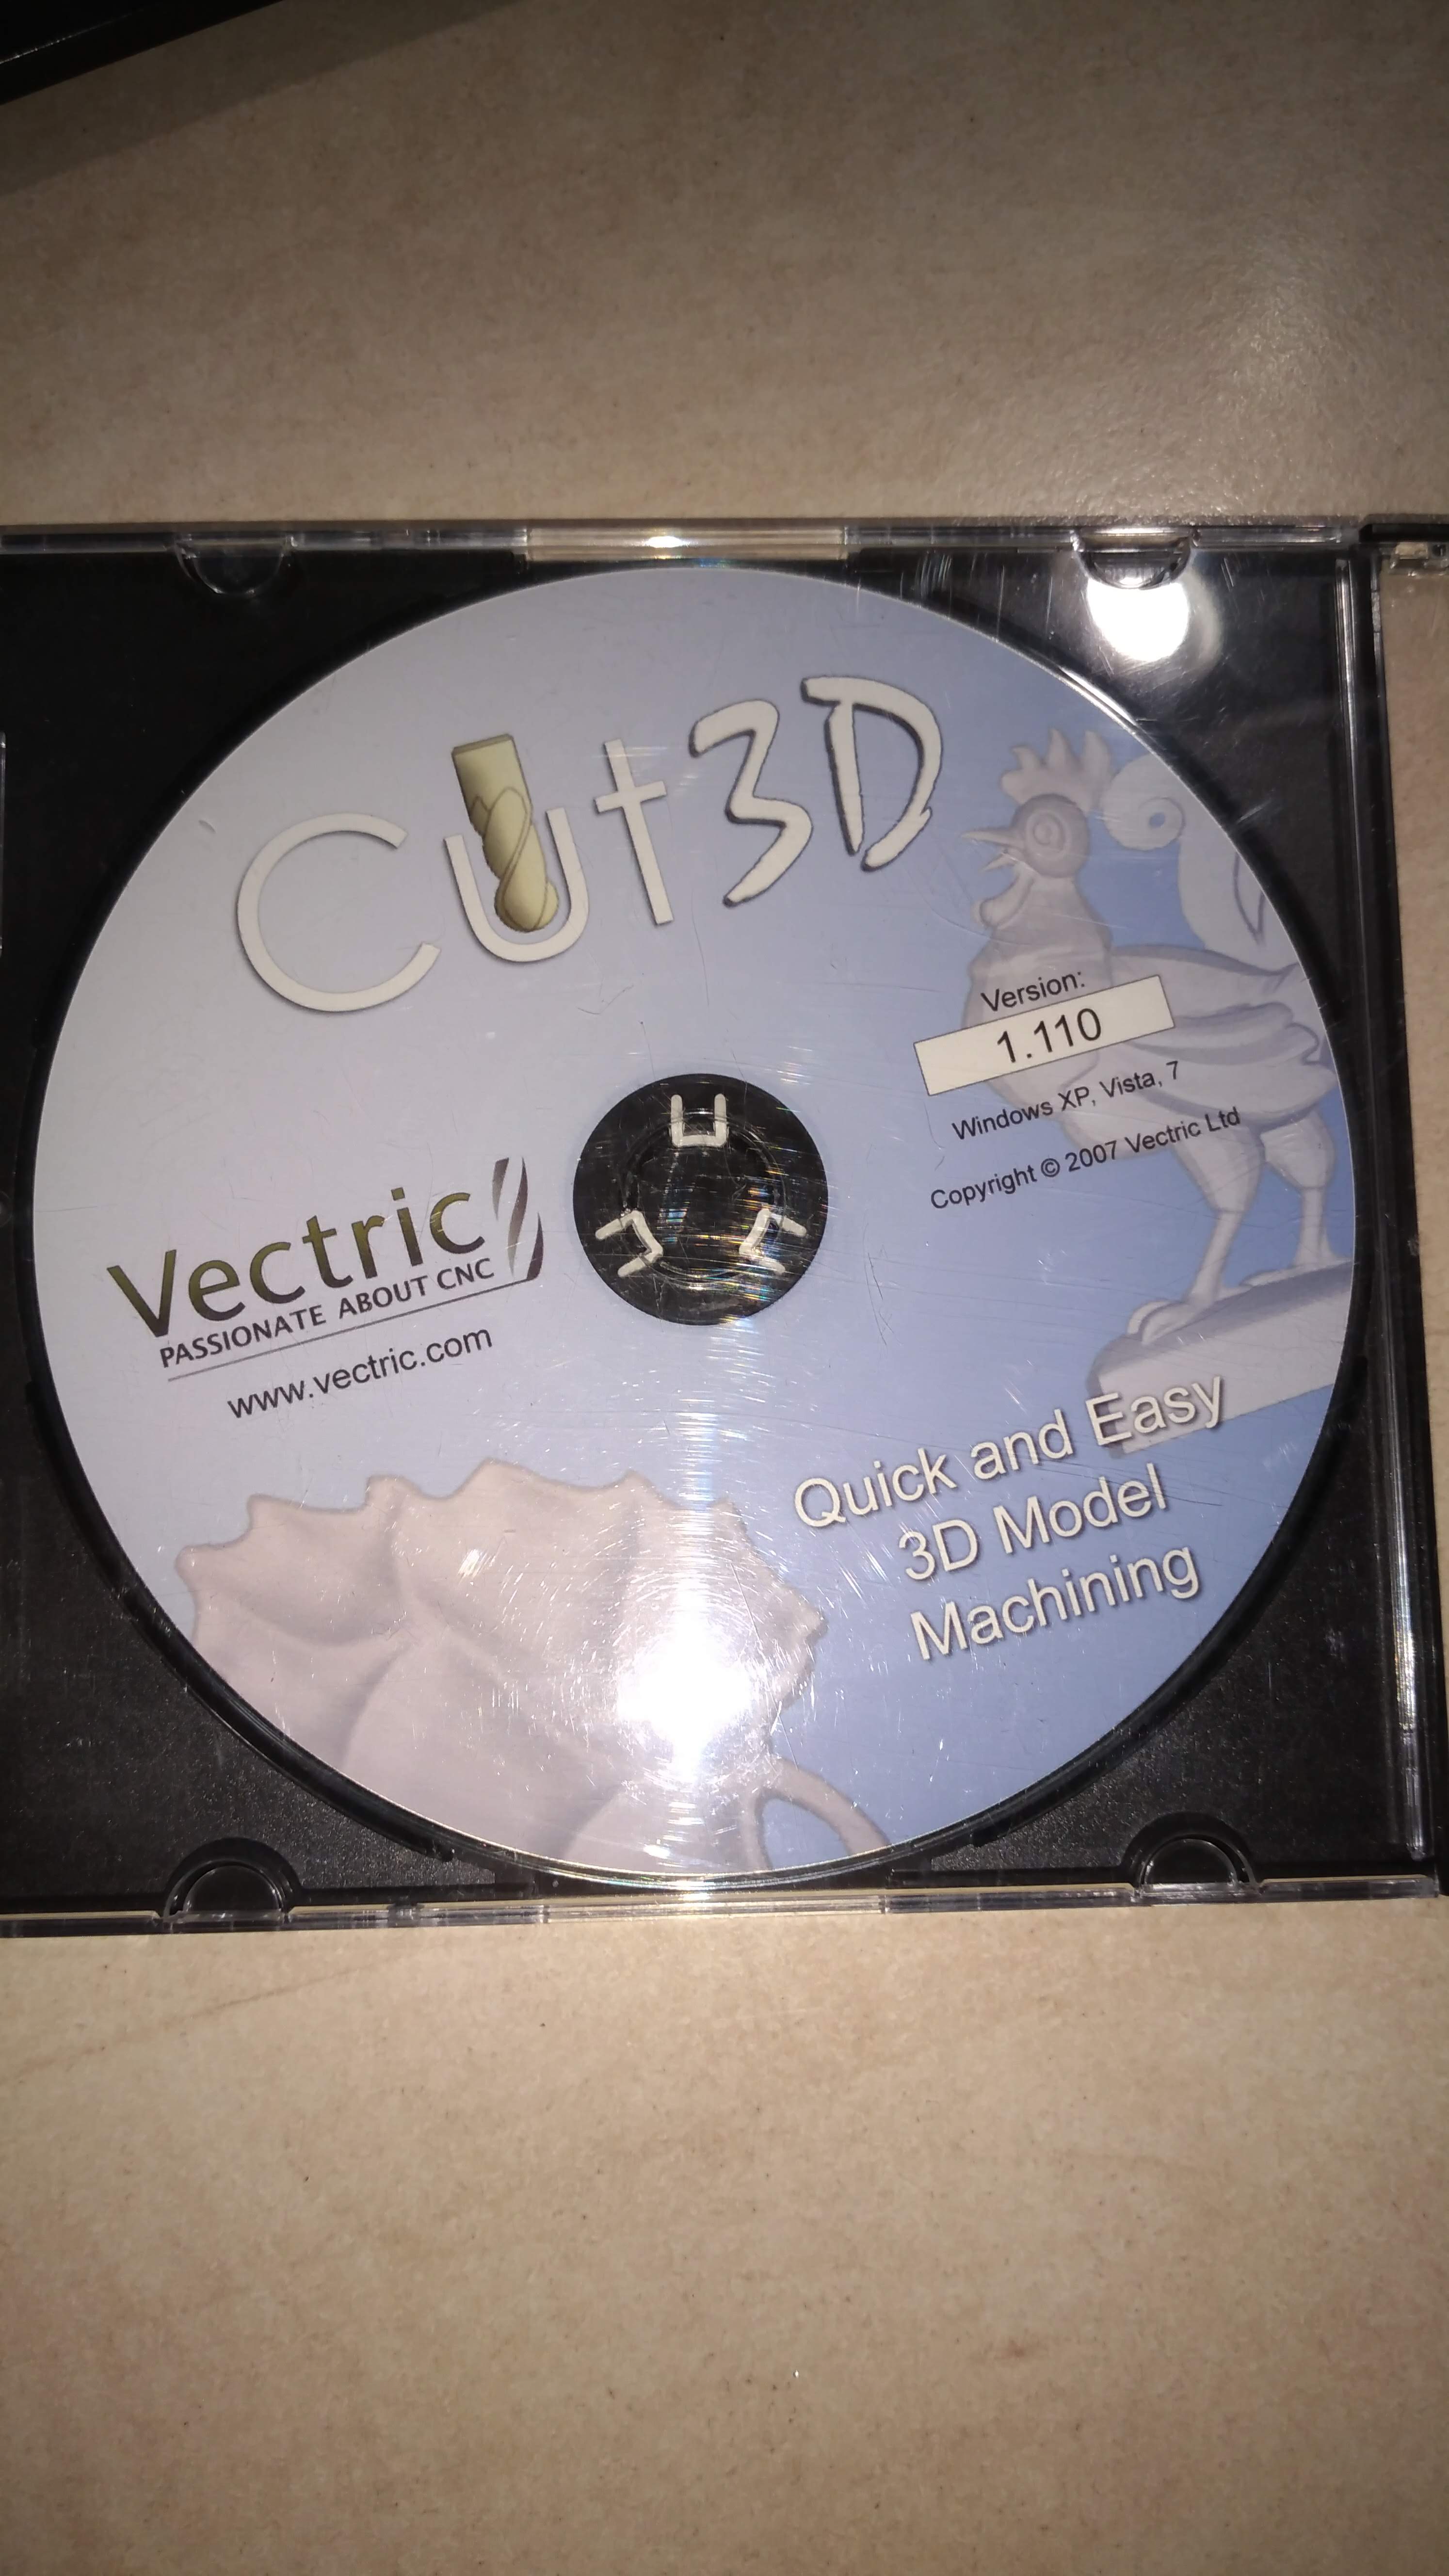 Cut3D
Version:
1.110
Windows XP, Vista, 7
Copyright © 2007 Vectric Ltd
Vectric
PASSIONATE ABOUT CNC
www.vectric.com
Quick and Easy
3D Model
Machining